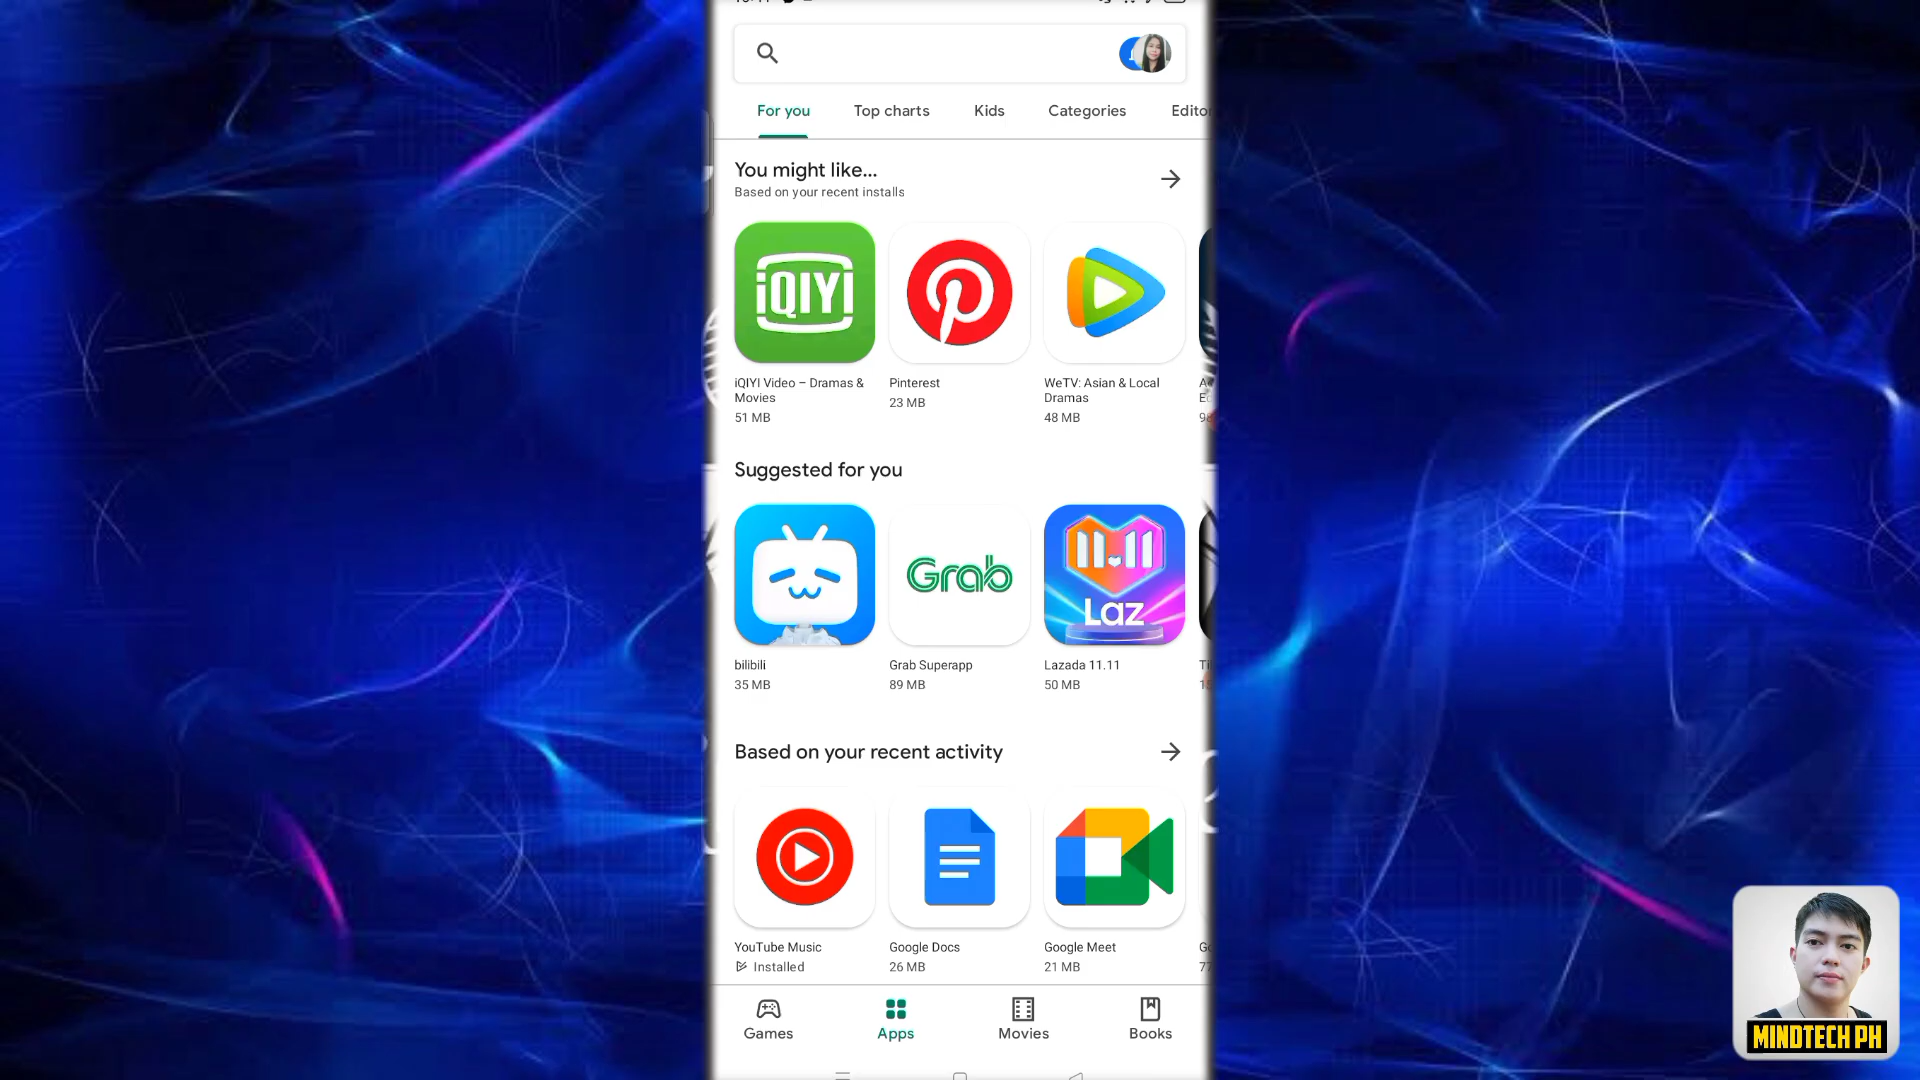 For you Top charts Kids Categories Edito
You might like...
Based on your recent installs
iQIYI
iQIYI Video – Dramas & Movies
51 MB
Pinterest
23 MB
WeTV: Asian & Local Dramas
48 MB
Suggested for you
Grab
11.11
Laz
bilibili
35 MB
Grab Superapp
89 MB
Lazada 11.11
50 MB
Based on your recent activity
YouTube Music
Installed
Google Docs
26 MB
Google Meet
21 MB
Games Apps Movies Books
MINDTECH PH